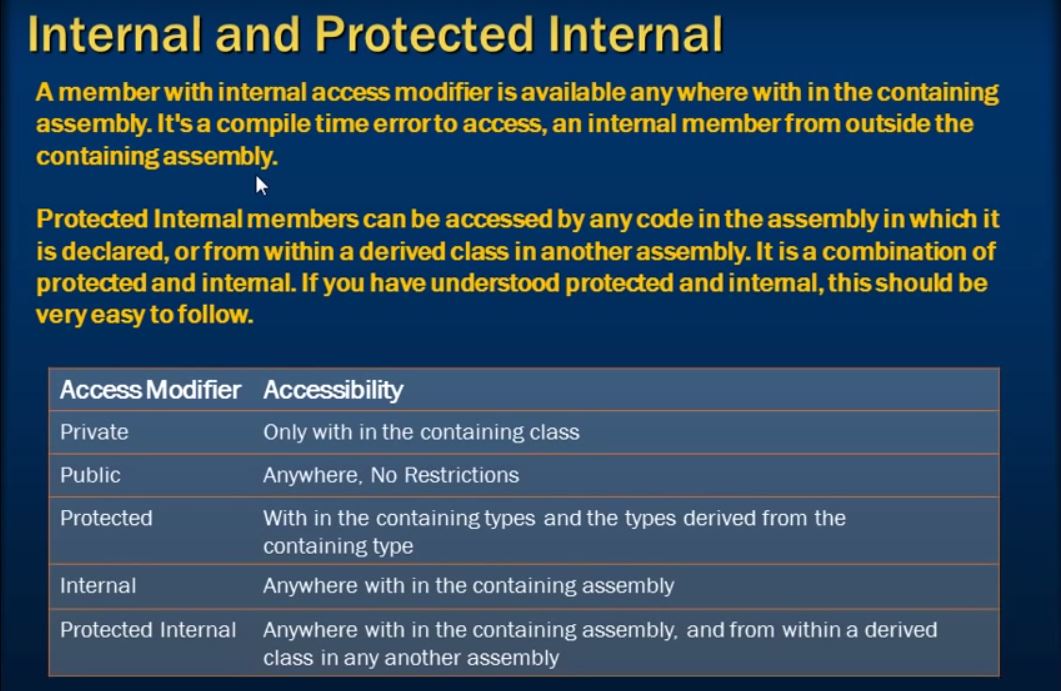 Internal and Protected Internal
A member with internal access modifier is available any where with in the containing
assembly. It's a compile time error to access, an internal member from outside the
containing assembly.
Protected Internal members can be accessed by any code in the assembly in which it
is declared, or from within a derived class in another assembly. It is a combination of
protected and internal. If you have understood protected and internal, this should be
very easy to follow.
Access Modifier Accessibility
Private Only with in the containing class
Public Anywhere, No Restrictions
Protected With in the containing types and the types derived from the
containing type
Internal Anywhere with in the containing assembly
Protected Internal Anywhere with in the containing assembly, and from within a derived
class in any another assembly